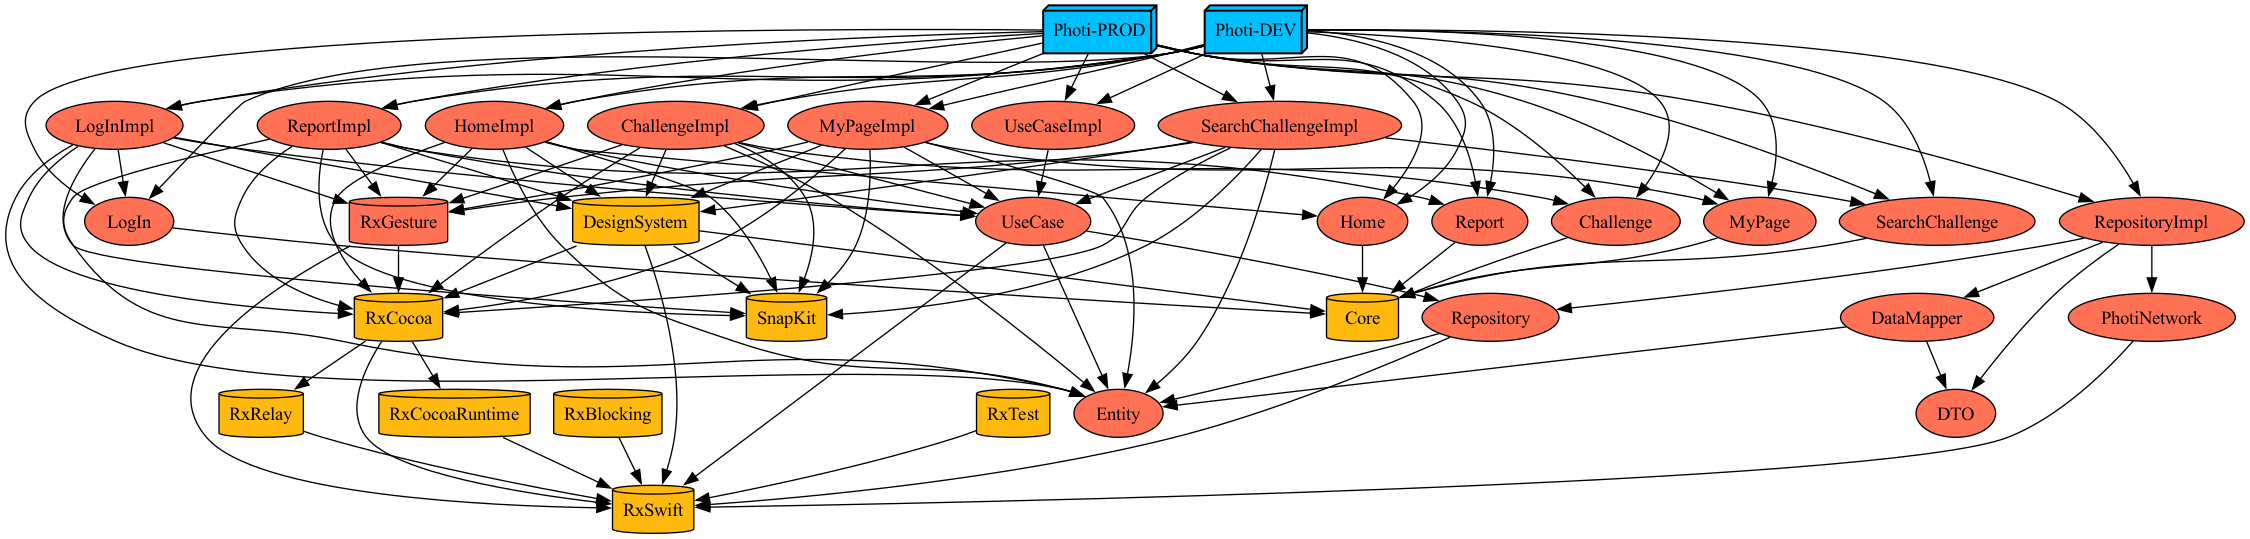 Photi-PROD
Photi-DEV
LogInImpl
ReportImpl
HomeImpl
ChallengeImpl
MyPageImpl
UseCaseImpl
SearchChallengeImpl
LogIn
RxGesture
DesignSystem
UseCase
Home
Report
Challenge
MyPage
SearchChallenge
RepositoryImpl
RxCocoa
SnapKit
Core
Repository
DataMapper
PhotiNetwork
RxRelay
RxCocoaRuntime
RxBlocking
RxTest
Entity
DTO
RxSwift